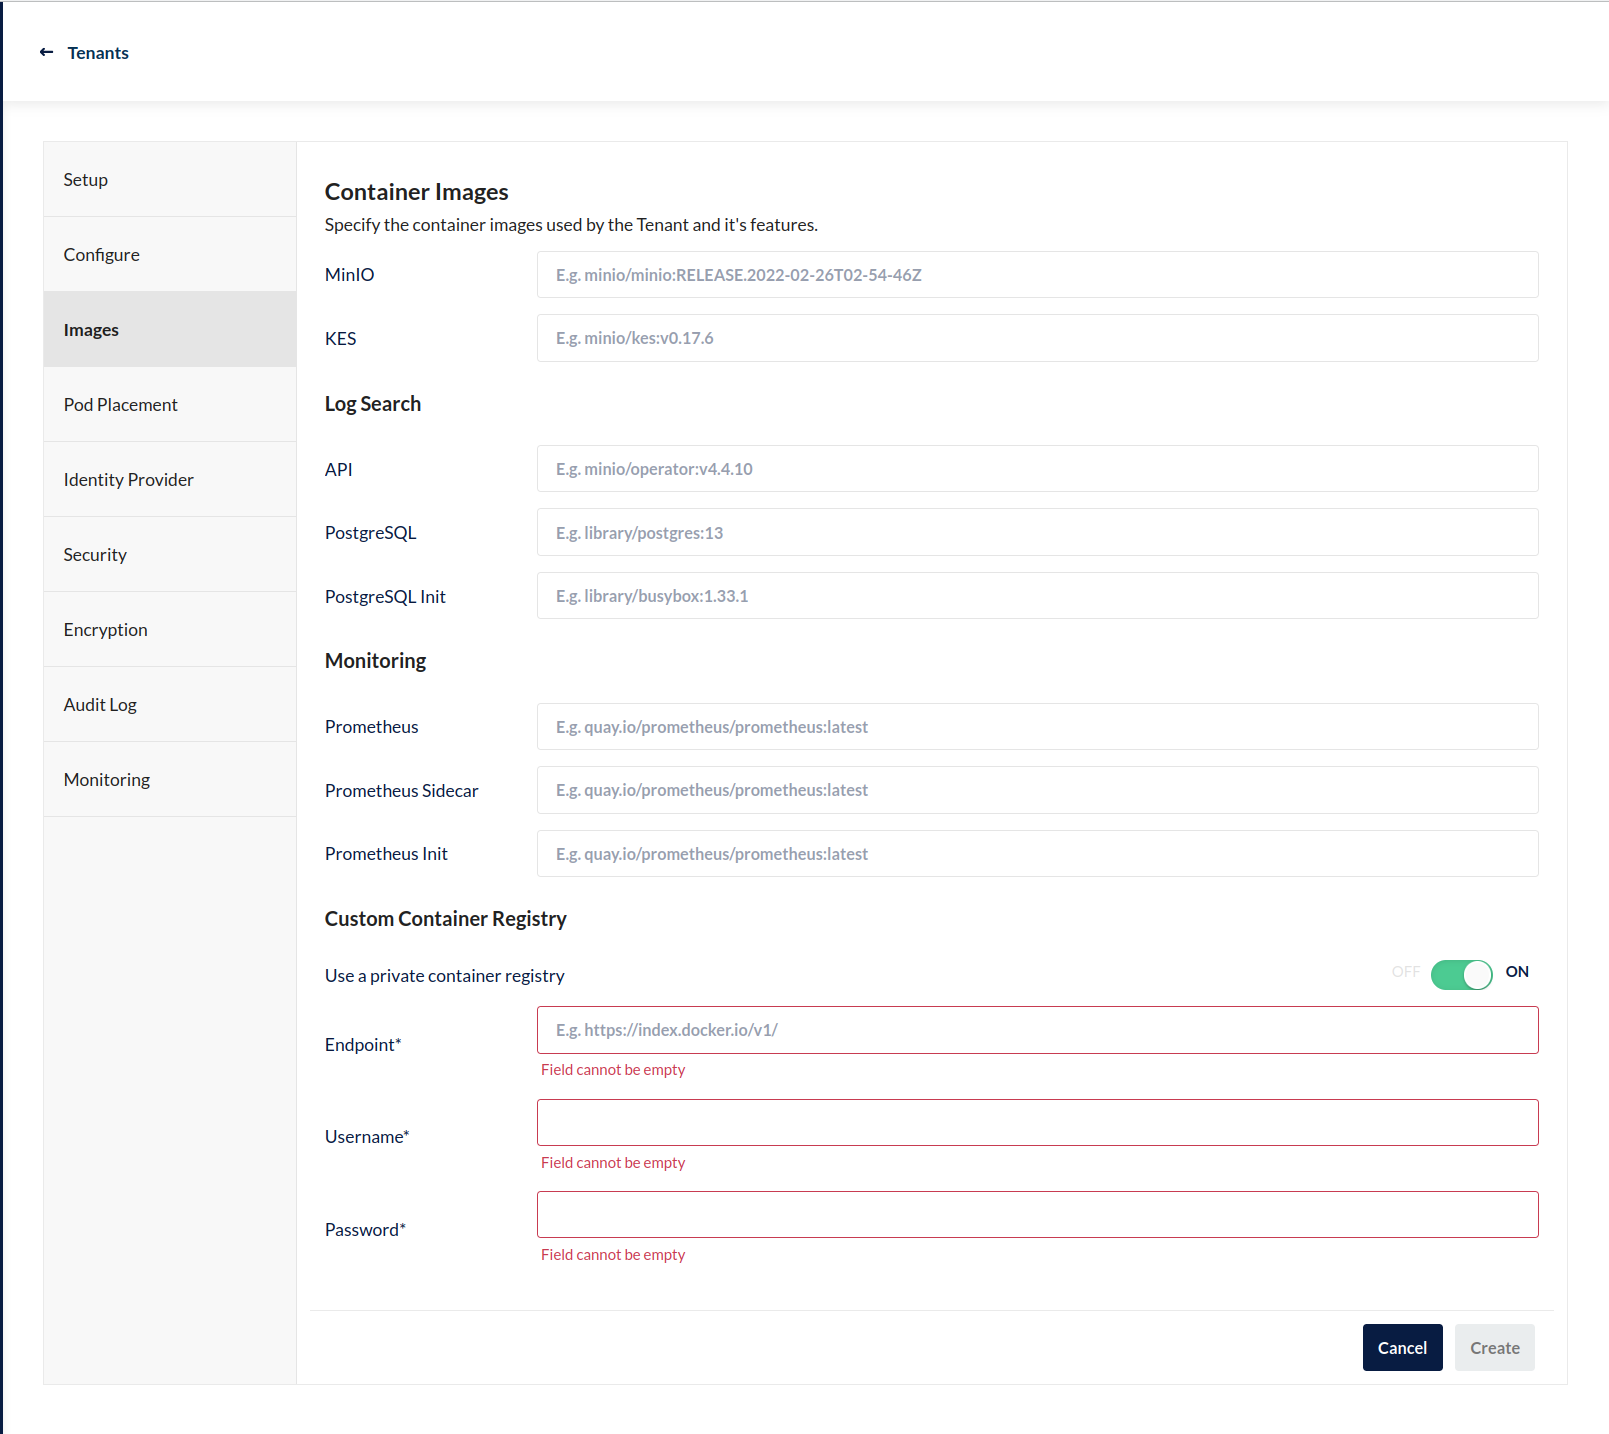 ← Tenants
Setup
Configure
Images
Pod Placement
Identity Provider
Security
Encryption
Audit Log
Monitoring
Container Images
Specify the container images used by the Tenant and it's features.
MinIO
E.g. minio/minio:RELEASE.2022-02-26T02-54-46Z
KES
E.g. minio/kes:v0.17.6
Log Search
API
E.g. minio/operator:v4.4.10
PostgreSQL
E.g. library/postgres:13
PostgreSQL Init
E.g. library/busybox:1.33.1
Monitoring
Prometheus
E.g. quay.io/prometheus/prometheus:latest
Prometheus Sidecar
E.g. quay.io/prometheus/prometheus:latest
Prometheus Init
E.g. quay.io/prometheus/prometheus:latest
Custom Container Registry
Use a private container registry
OFF ON
Endpoint*
E.g. https://index.docker.io/v1/
Field cannot be empty
Username*
Field cannot be empty
Password*
Field cannot be empty
Cancel Create